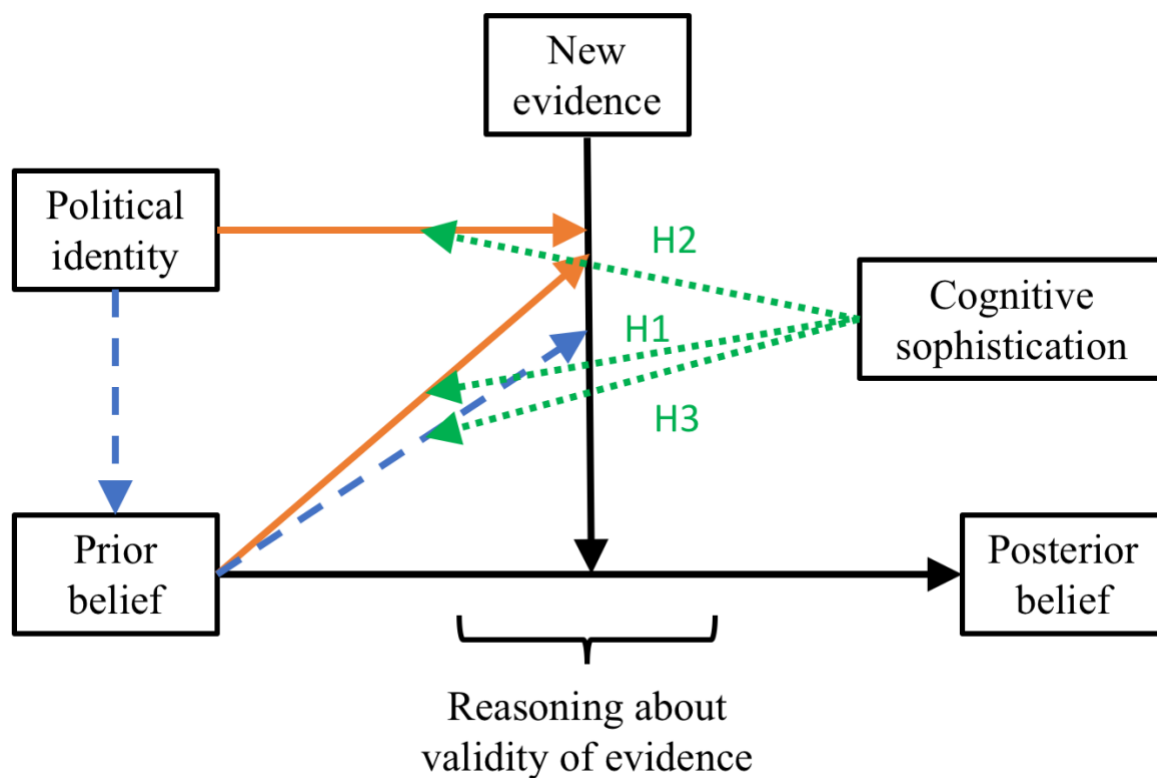 New
evidence
Political
identity
H2
Cognitive
sophistication
H1
H3
Prior
belief
Posterior
belief
Reasoning about
validity of evidence